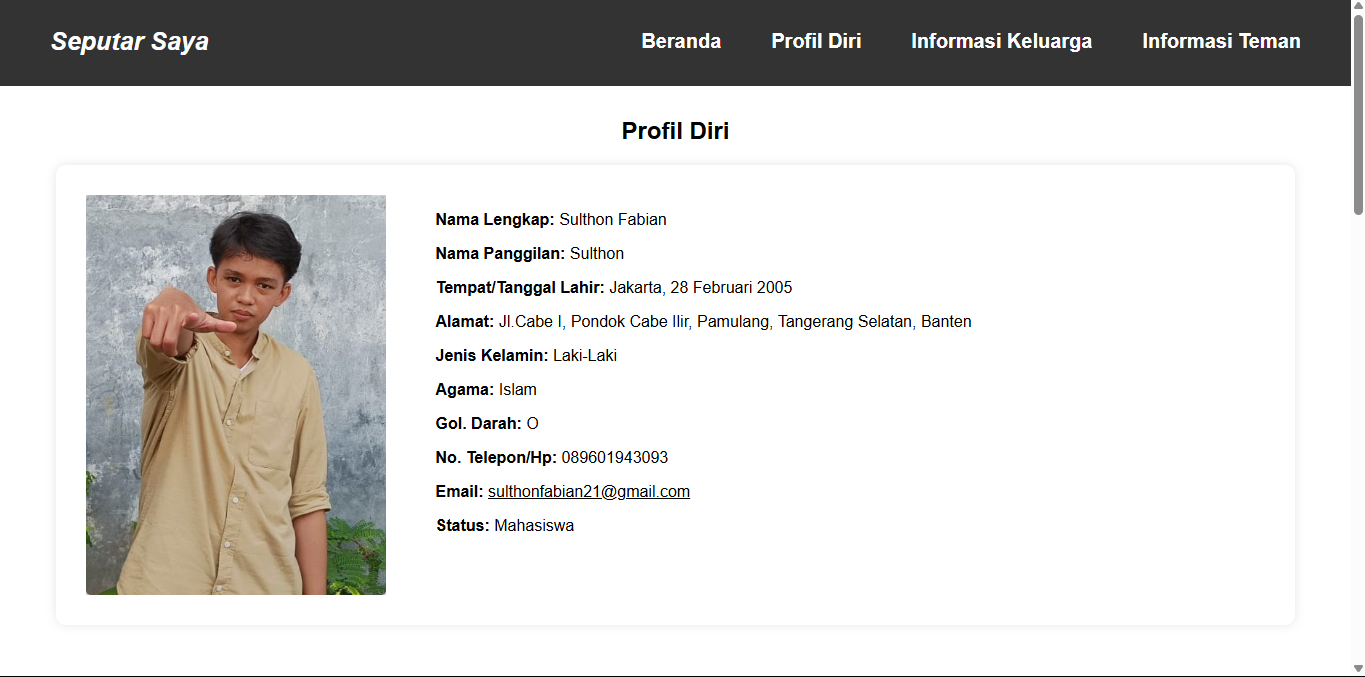 Seputar Saya
Beranda Profil Diri Informasi Keluarga Informasi Teman
Profil Diri
Nama Lengkap: Sulthon Fabian
Nama Panggilan: Sulthon
Tempat/Tanggal Lahir: Jakarta, 28 Februari 2005
Alamat: Jl.Cabe I, Pondok Cabe Ilir, Pamulang, Tangerang Selatan, Banten
Jenis Kelamin: Laki-Laki
Agama: Islam
Gol. Darah: O
No. Telepon/Hp: 089601943093
Email: sulthonfabian21@gmail.com
Status: Mahasiswa